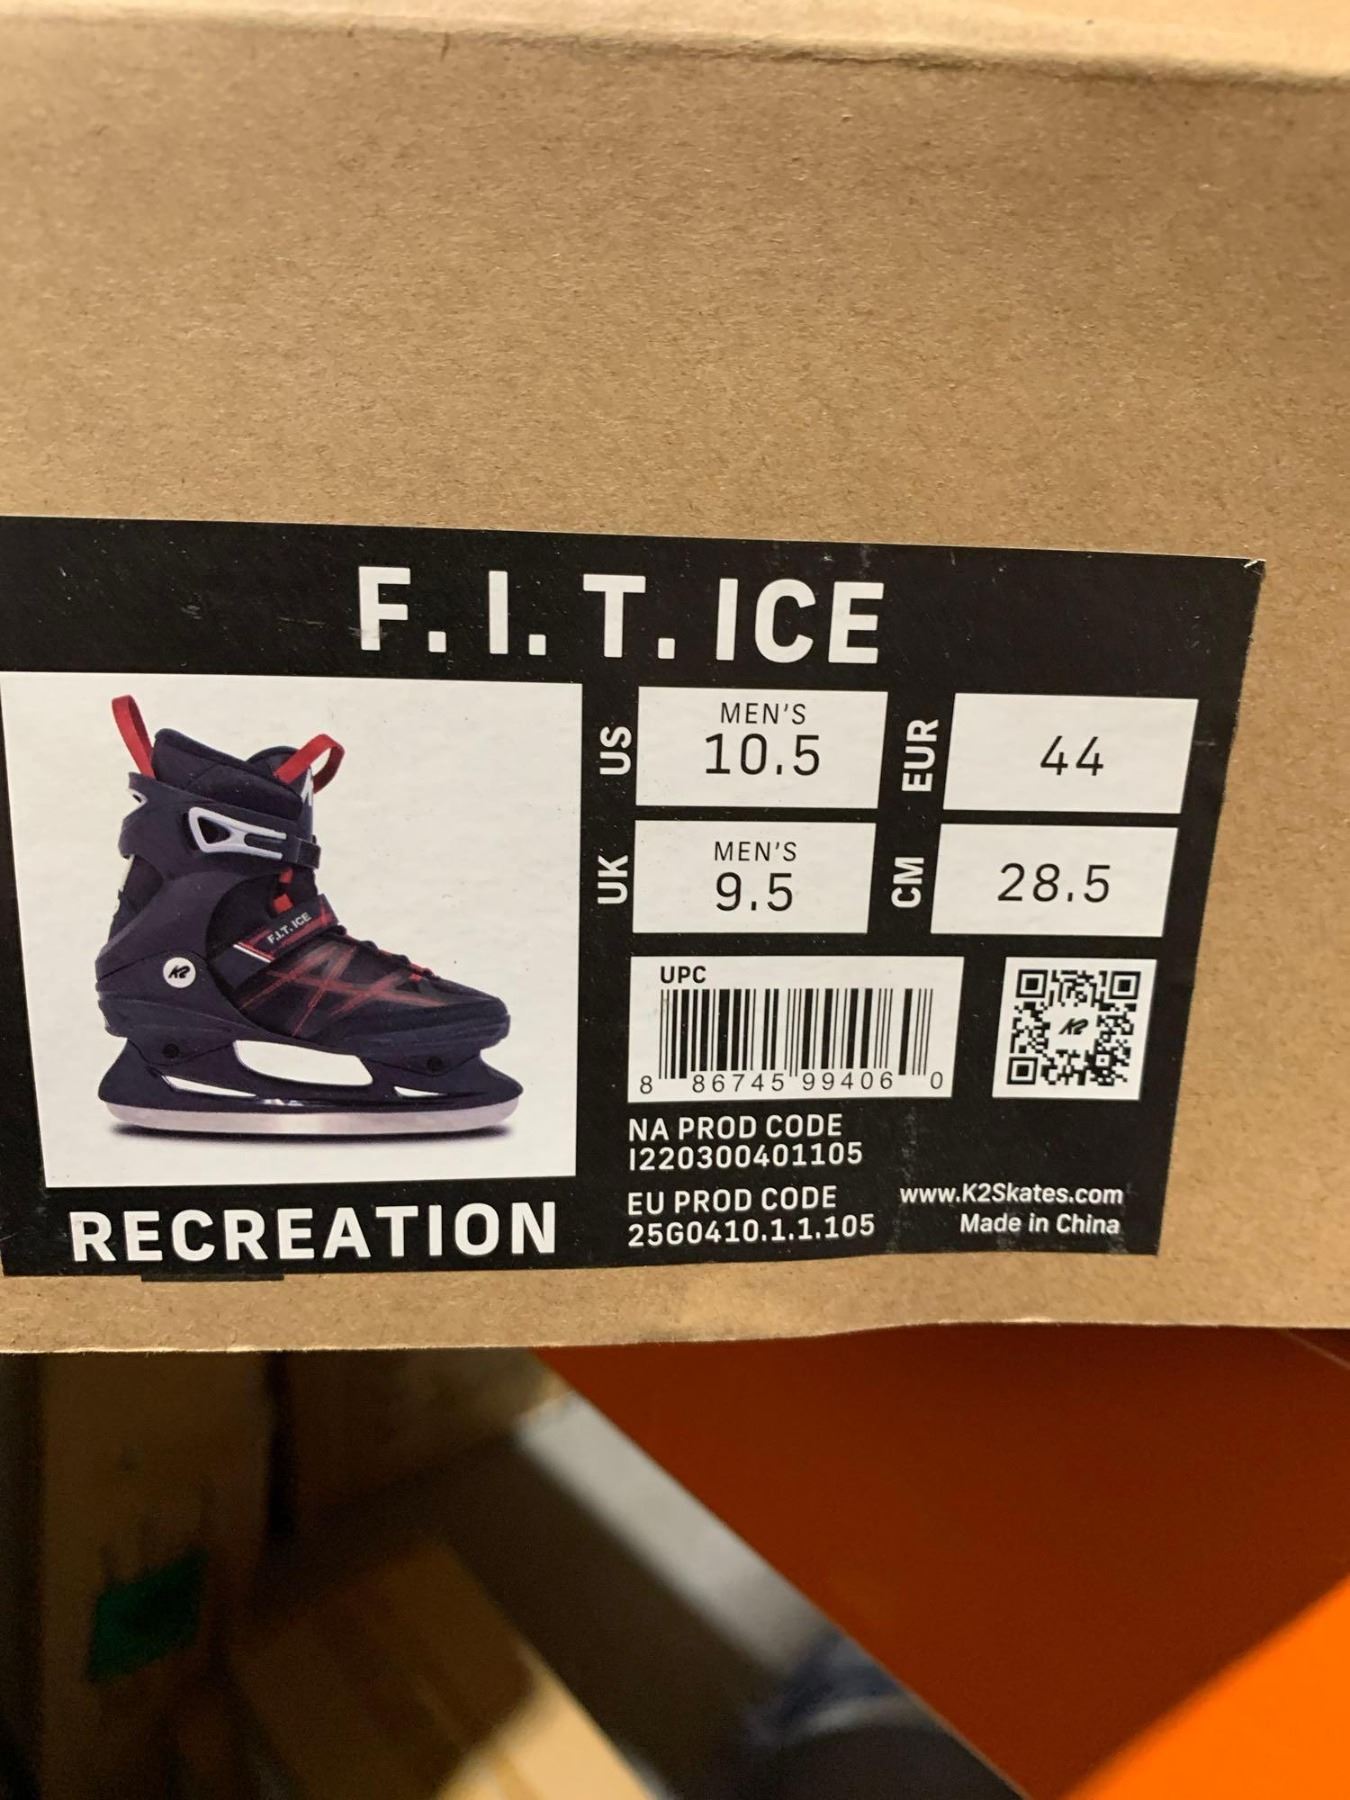 F.I.T. ICE
US
MEN'S
10.5
EUR
44
UK
MEN'S
9.5
CM
28.5
F.I.T. ICE
K2
UPC
8 86745 99406 0
K2
NA PROD CODE
I220300401105
EU PROD CODE
25G0410.1.1.105
www.K2Skates.com
Made in China
RECREATION